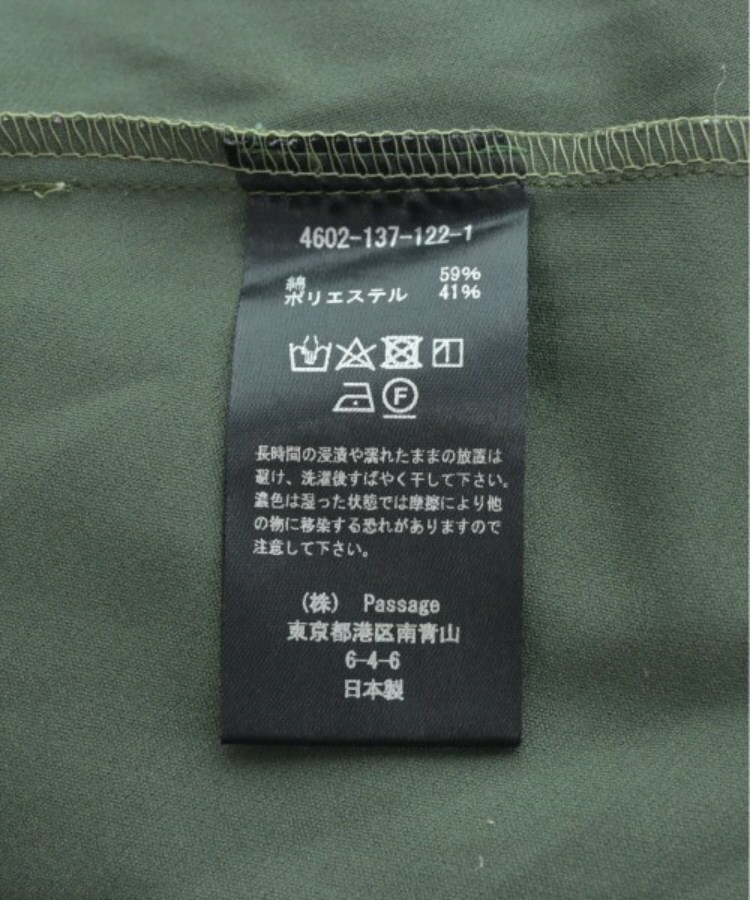 4602-137-122-1
綿 59%
ポリエステル 41%
F
長時間の浸漬や濡れたままの放置は
避け、洗濯後すばやく干して下さい。
濃色は湿った状態では摩擦により他
の物に移染する恐れがありますので
注意して下さい。
(株) Passage
東京都港区南青山
6-4-6
日本製